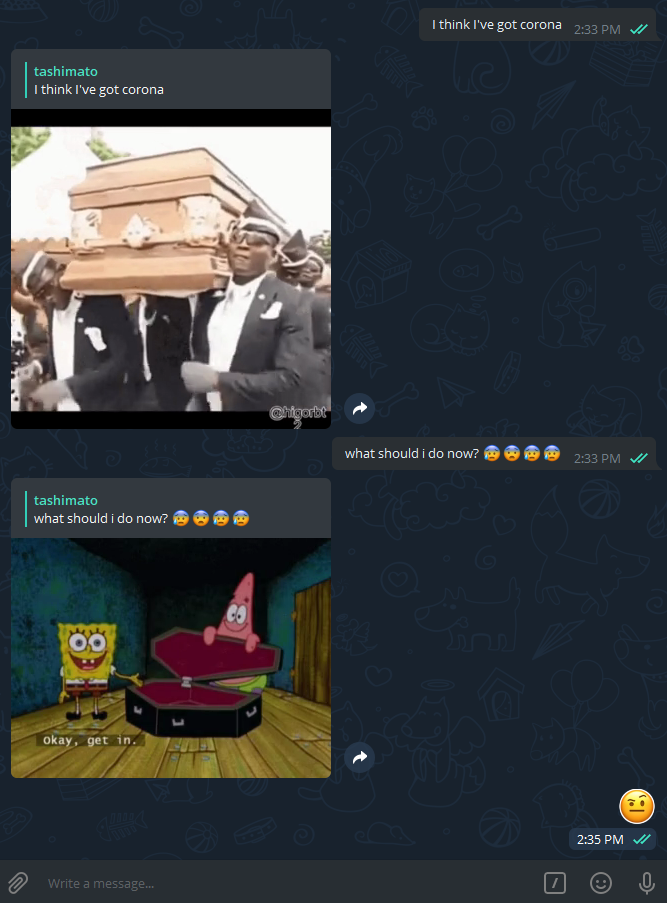 I think I've got corona 2:33 PM
tashimato
I think I've got corona
@higorbt
2
what should i do now? 😰😨😰😰 2:33 PM
tashimato
what should i do now? 😰😨😰😰
Okay, get in.
🤨
2:35 PM
Write a message...